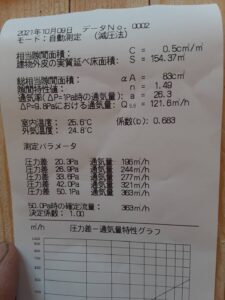 2021年10月09日 データNo. 0002
モード：自動測定 （減圧法）
相当隙間面積： C = 0.5c㎡/㎡
建物外皮の実質延べ床面積： S = 154.37㎡
総相当隙間面積： αA = 83c㎡
隙間特性値： n = 1.49
通気率(ΔP=1Pa時の通気量)： a = 26.3
ΔP=9.8Paにおける通気量： Q9.8 = 121.6㎥/h
室内温度： 25.8℃ 係数(b)： 0.663
外気温度： 24.8℃
測定パラメータ
圧力差 20.3Pa 通気量 196㎥/h
圧力差 26.9Pa 通気量 244㎥/h
圧力差 33.6Pa 通気量 277㎥/h
圧力差 42.0Pa 通気量 321㎥/h
圧力差 50.1Pa 通気量 363㎥/h
50.0Pa時の確定流量： 363㎥/h
決定係数： 1.00
㎥/h 圧力差－通気量特性グラフ